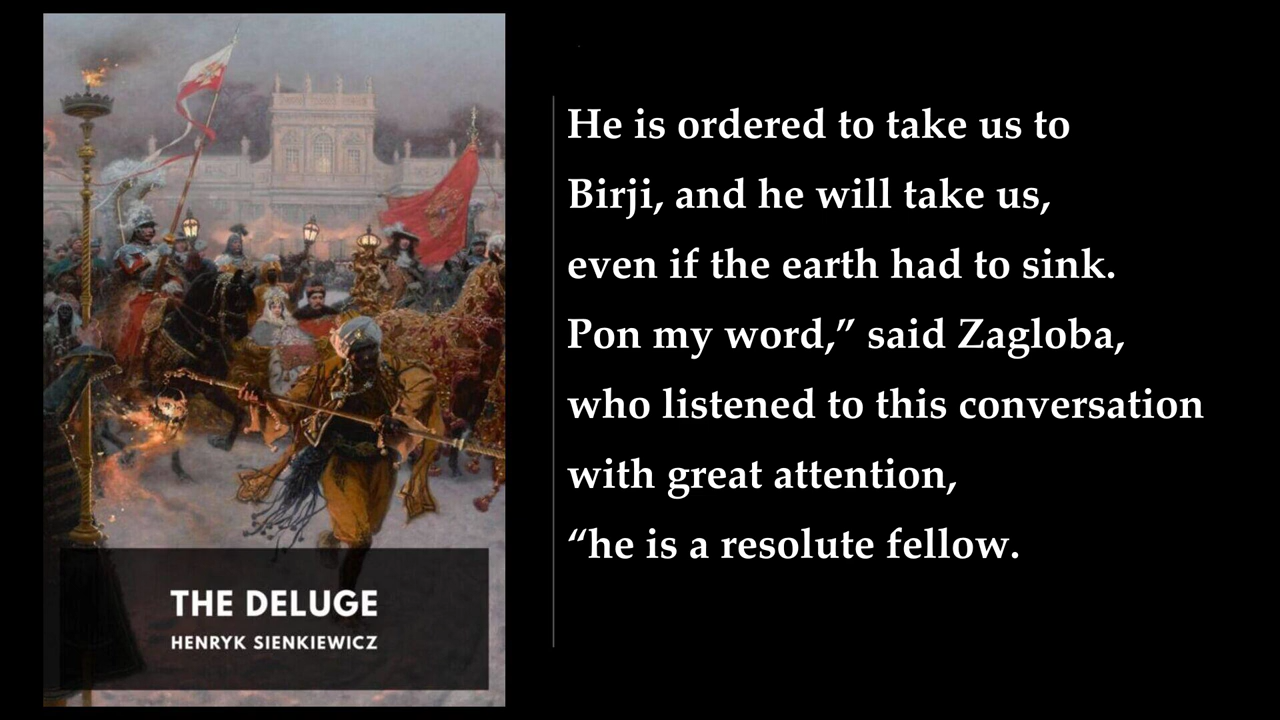 THE DELUGE
HENRYK SIENKIEWICZ
He is ordered to take us to
Birji, and he will take us,
even if the earth had to sink.
Pon my word,” said Zagloba,
who listened to this conversation
with great attention,
“he is a resolute fellow.